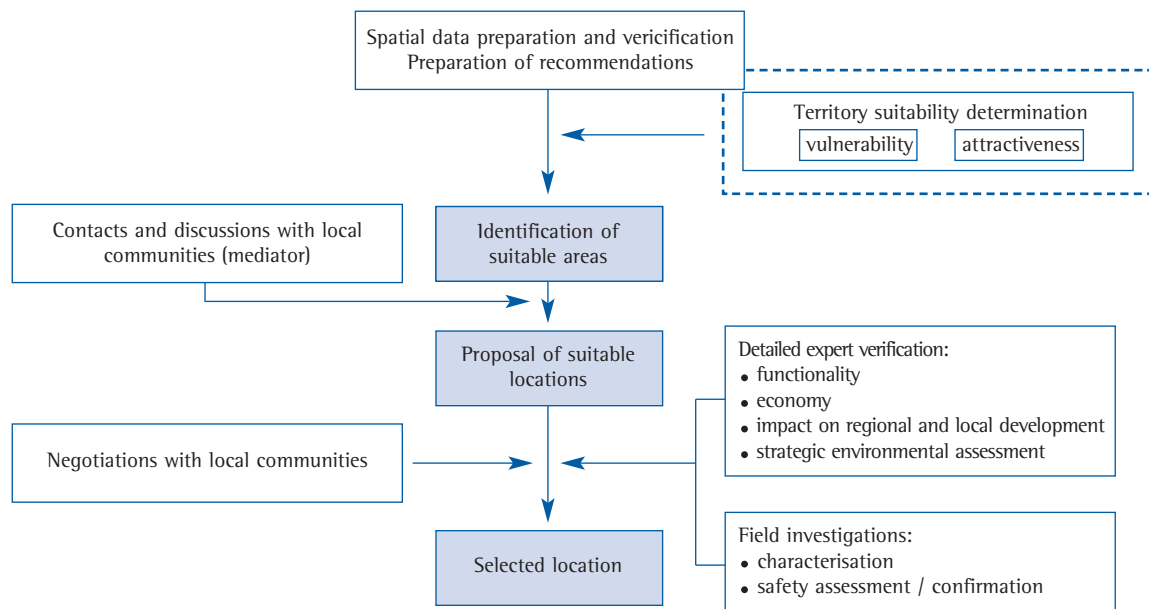 Spatial data preparation and vericification
Preparation of recommendations
Territory suitability determination
vulnerability attractiveness
Contacts and discussions with local
communities (mediator)
Identification of
suitable areas
Proposal of suitable
locations
Detailed expert verification:
• functionality
• economy
• impact on regional and local development
• strategic environmental assessment
Negotiations with local communities
Selected location
Field investigations:
• characterisation
• safety assessment / confirmation